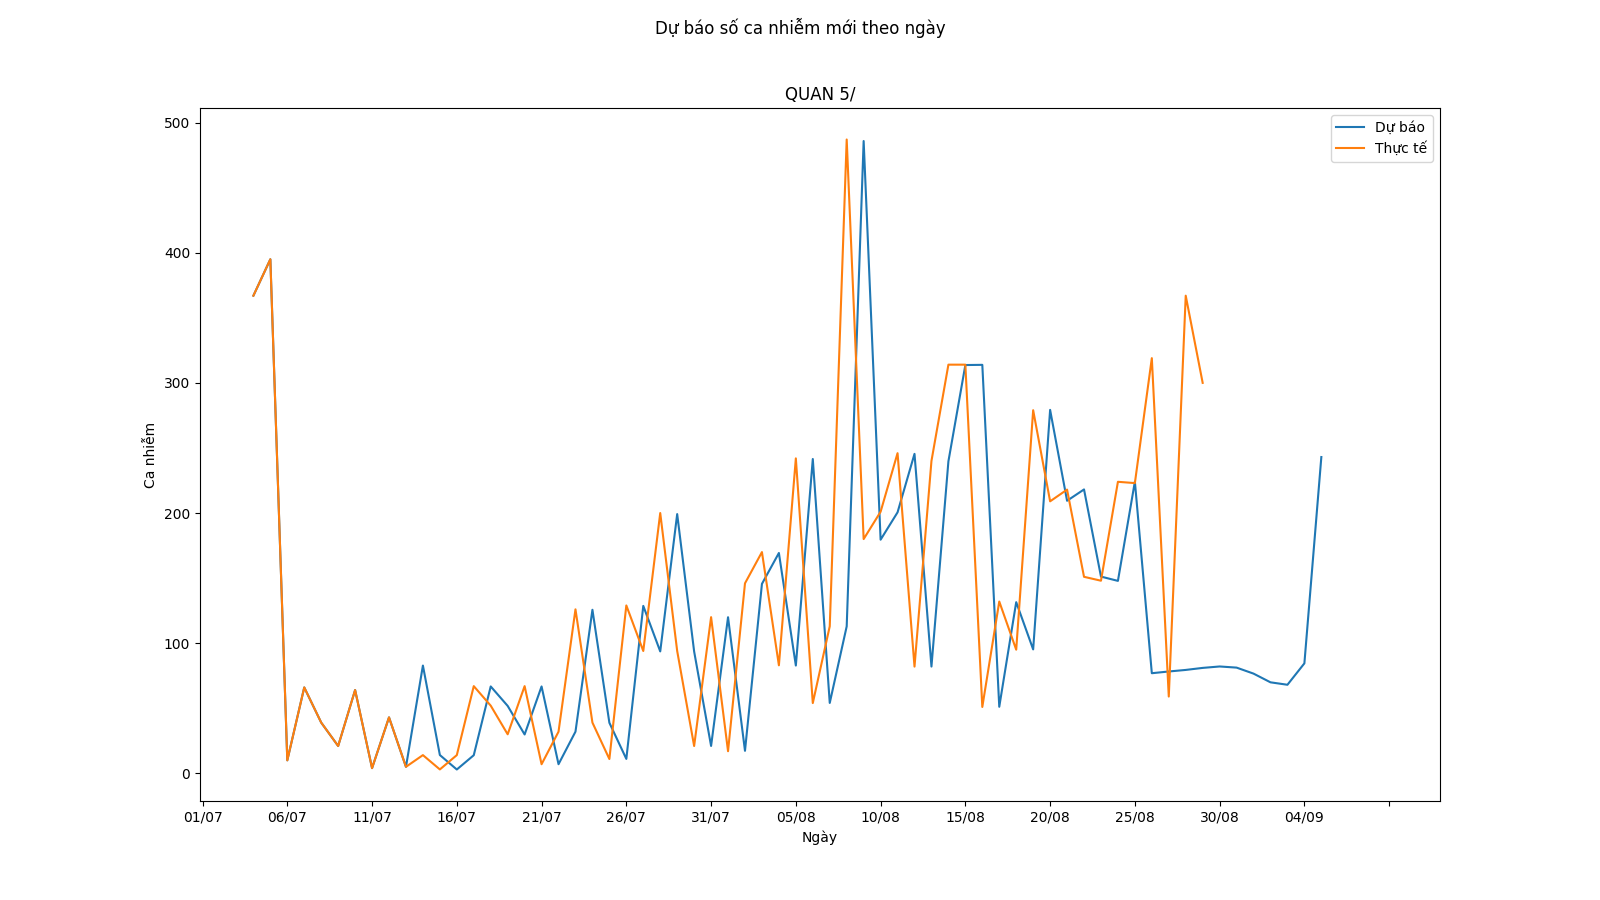 Dự báo số ca nhiễm mới theo ngày
QUAN 5/
Dự báo
Thực tế
500
400
300
200
100
0
Ca nhiễm
01/07 06/07 11/07 16/07 21/07 26/07 31/07 05/08 10/08 15/08 20/08 25/08 30/08 04/09
Ngày